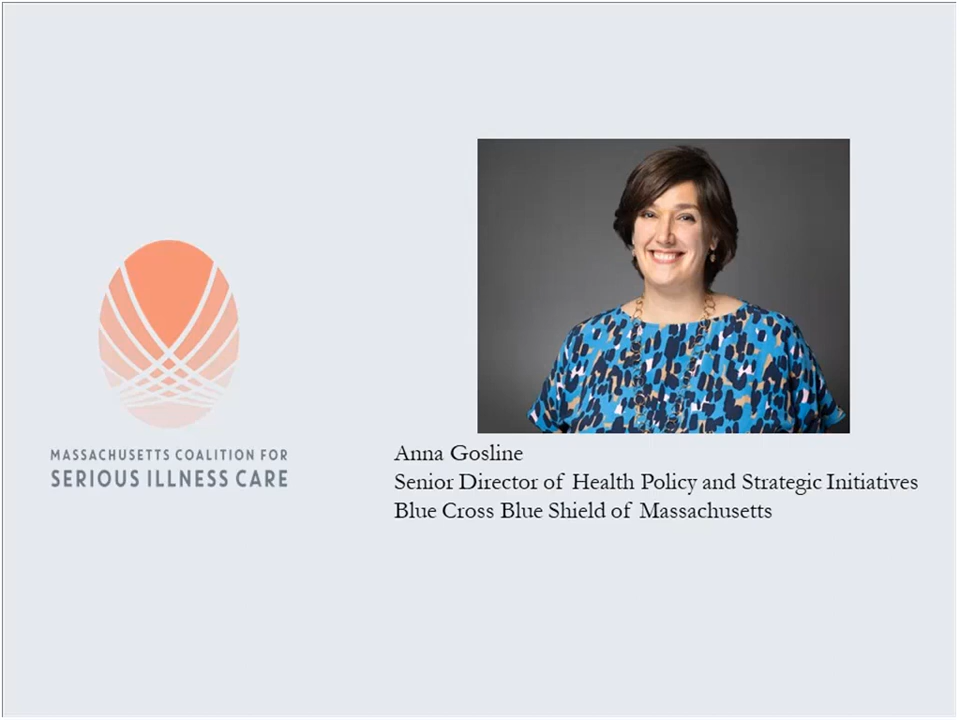 MASSACHUSETTS COALITION FOR
SERIOUS ILLNESS CARE
Anna Gosline
Senior Director of Health Policy and Strategic Initiatives
Blue Cross Blue Shield of Massachusetts